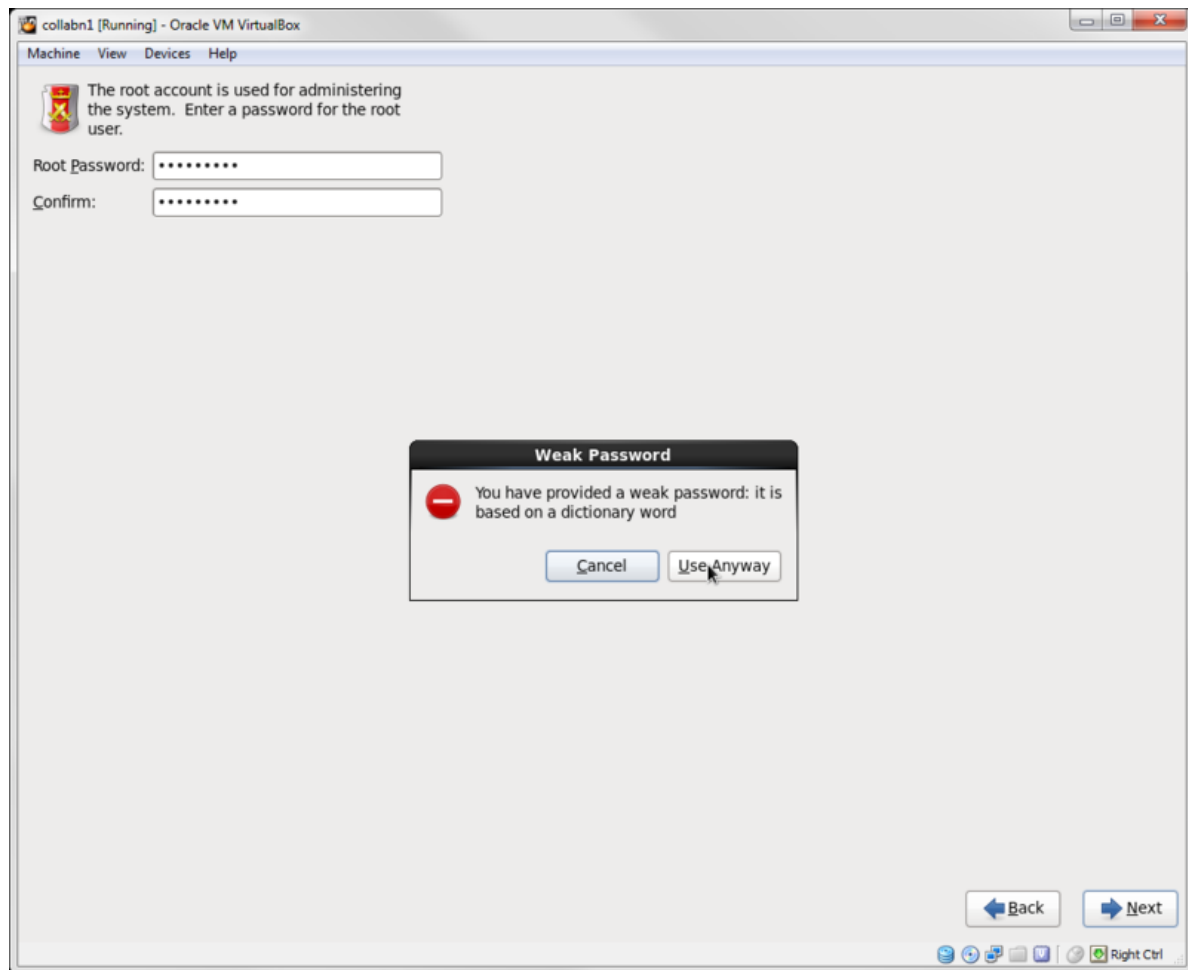 collabn1 [Running] - Oracle VM VirtualBox
Machine View Devices Help
The root account is used for administering
the system. Enter a password for the root
user.
Root Password: •••••••••
Confirm: •••••••••
Weak Password
You have provided a weak password: it is
based on a dictionary word
Cancel Use Anyway
Back Next
Right Ctrl